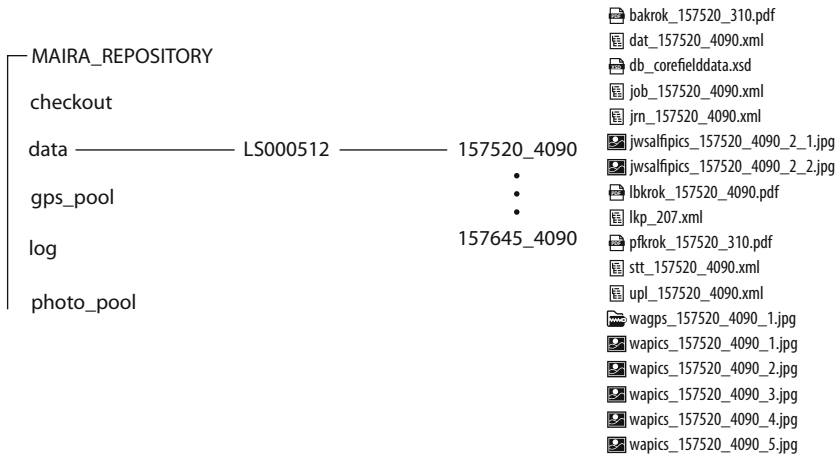 MAIRA_REPOSITORY
checkout
data LS000512 157520_4090
gps_pool
log
157645_4090
photo_pool
bakrok_157520_310.pdf
dat_157520_4090.xml
db_corefielddata.xsd
job_157520_4090.xml
jrn_157520_4090.xml
jwsalfipics_157520_4090_2_1.jpg
jwsalfipics_157520_4090_2_2.jpg
lbkrok_157520_4090.pdf
lkp_207.xml
pfkrok_157520_310.pdf
stt_157520_4090.xml
upl_157520_4090.xml
wagps_157520_4090_1.jpg
wapics_157520_4090_1.jpg
wapics_157520_4090_2.jpg
wapics_157520_4090_3.jpg
wapics_157520_4090_4.jpg
wapics_157520_4090_5.jpg